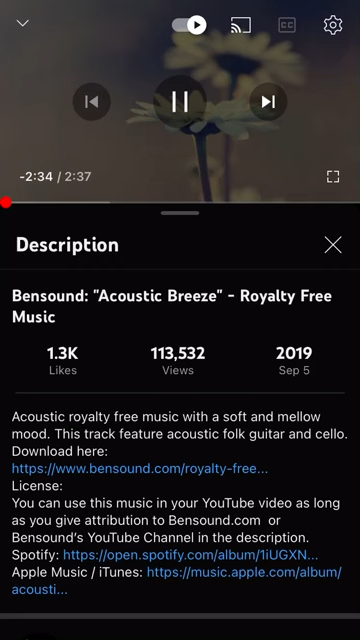 -2:34 / 2:37
Description
Bensound: "Acoustic Breeze" - Royalty Free
Music
1.3K 113,532 2019
Likes Views Sep 5
Acoustic royalty free music with a soft and mellow
mood. This track feature acoustic folk guitar and cello.
Download here:
https://www.bensound.com/royalty-free...
License:
You can use this music in your YouTube video as long
as you give attribution to Bensound.com  or
Bensound's YouTube Channel in the description.
Spotify: https://open.spotify.com/album/1iUGXN...
Apple Music / iTunes: https://music.apple.com/album/
acousti...